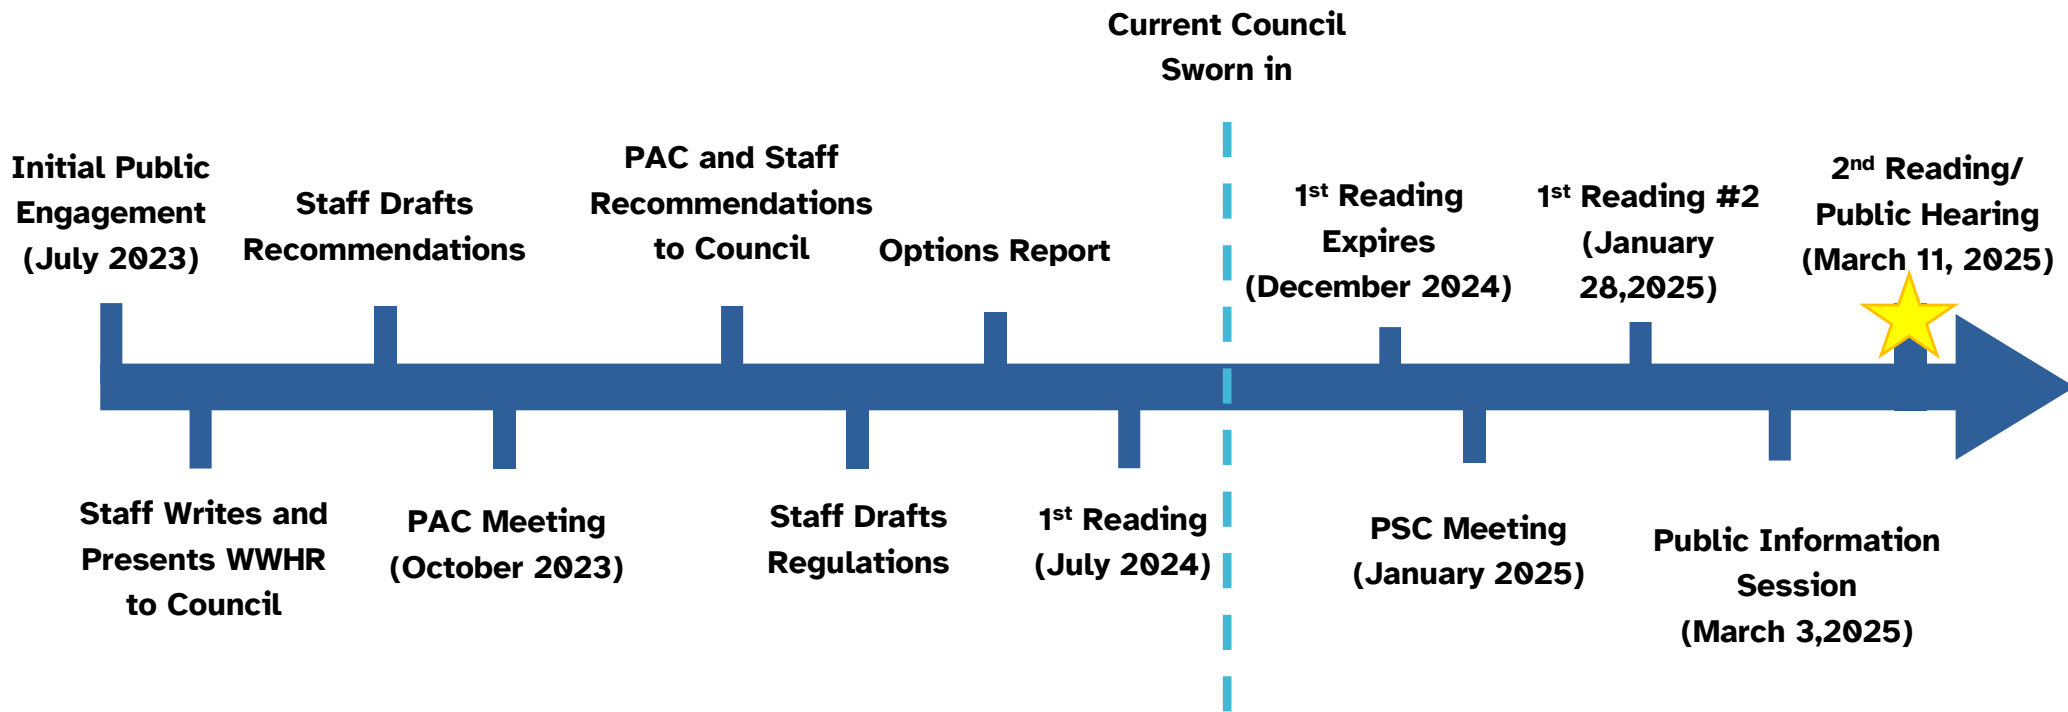 Current Council
Sworn in
Initial Public
Engagement
(July 2023)
Staff Drafts
Recommendations
PAC and Staff
Recommendations
to Council
Options Report
1st Reading
Expires
(December 2024)
1st Reading #2
(January
28,2025)
2nd Reading/
Public Hearing
(March 11, 2025)
Staff Writes and
Presents WWHR
to Council
PAC Meeting
(October 2023)
Staff Drafts
Regulations
1st Reading
(July 2024)
PSC Meeting
(January 2025)
Public Information
Session
(March 3,2025)